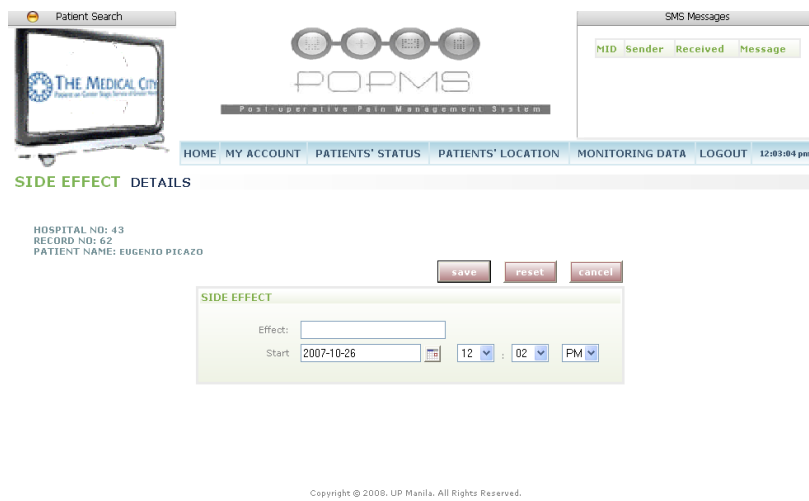 Patient Search
SMS Messages
MID Sender Received Message
THE MEDICAL CITY
POPMS
Post-operative Pain Management System
HOME MY ACCOUNT PATIENTS' STATUS PATIENTS' LOCATION MONITORING DATA LOGOUT 12:03:04 pm
SIDE EFFECT DETAILS
HOSPITAL NO: 43
RECORD NO: 62
PATIENT NAME: EUGENIO PICAZO
save reset cancel
SIDE EFFECT
Effect:
Start 2007-10-26 12 : 02 PM
Copyright © 2008. UP Manila. All Rights Reserved.